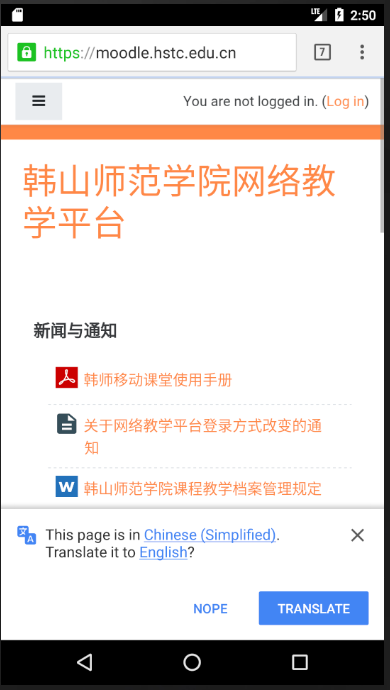 LTE 2:50
https://moodle.hstc.edu.cn 7
You are not logged in. (Log in)
韩山师范学院网络教
学平台
新闻与通知
韩师移动课堂使用手册
关于网络教学平台登录方式改变的通
知
W 韩山师范学院课程教学档案管理规定
This page is in Chinese (Simplified).
Translate it to English?
NOPE TRANSLATE